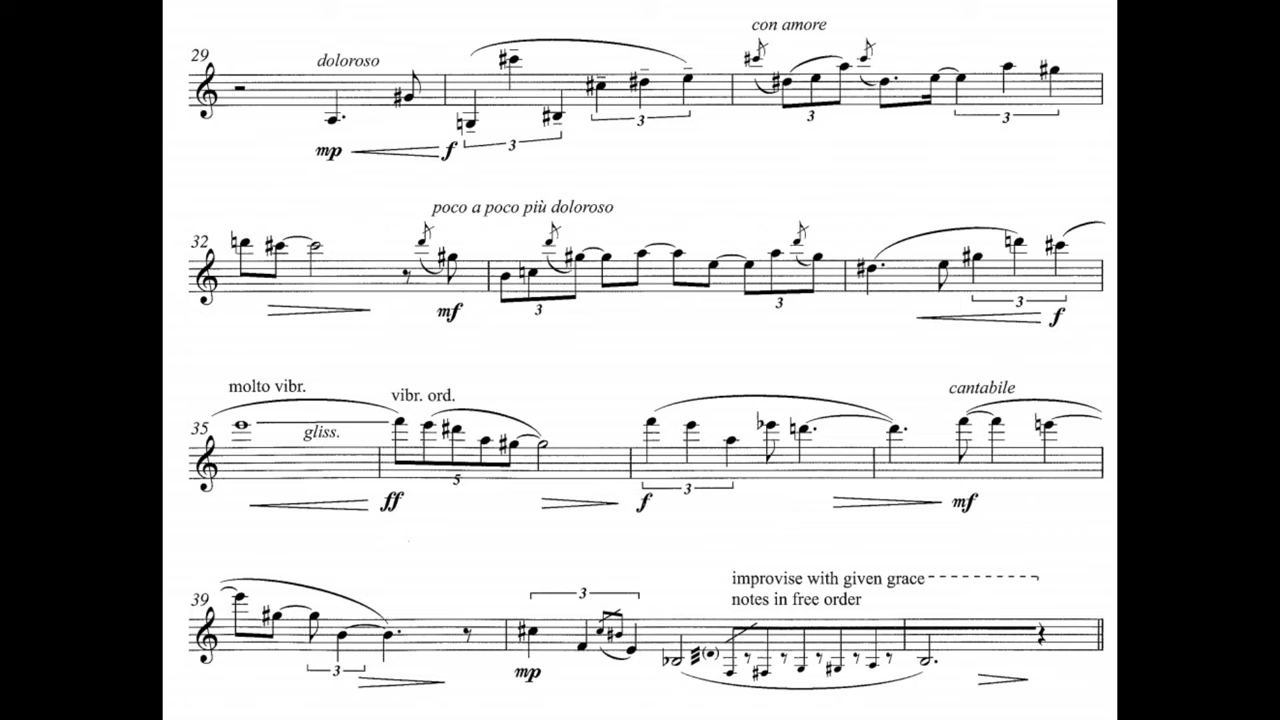 con amore
29
doloroso
3
3
3
3
mp
f
poco a poco più doloroso
32
3
3
3
mf
f
molto vibr.
vibr. ord.
cantabile
35
gliss.
5
3
ff
f
mf
improvise with given grace
notes in free order
39
3
3
mp